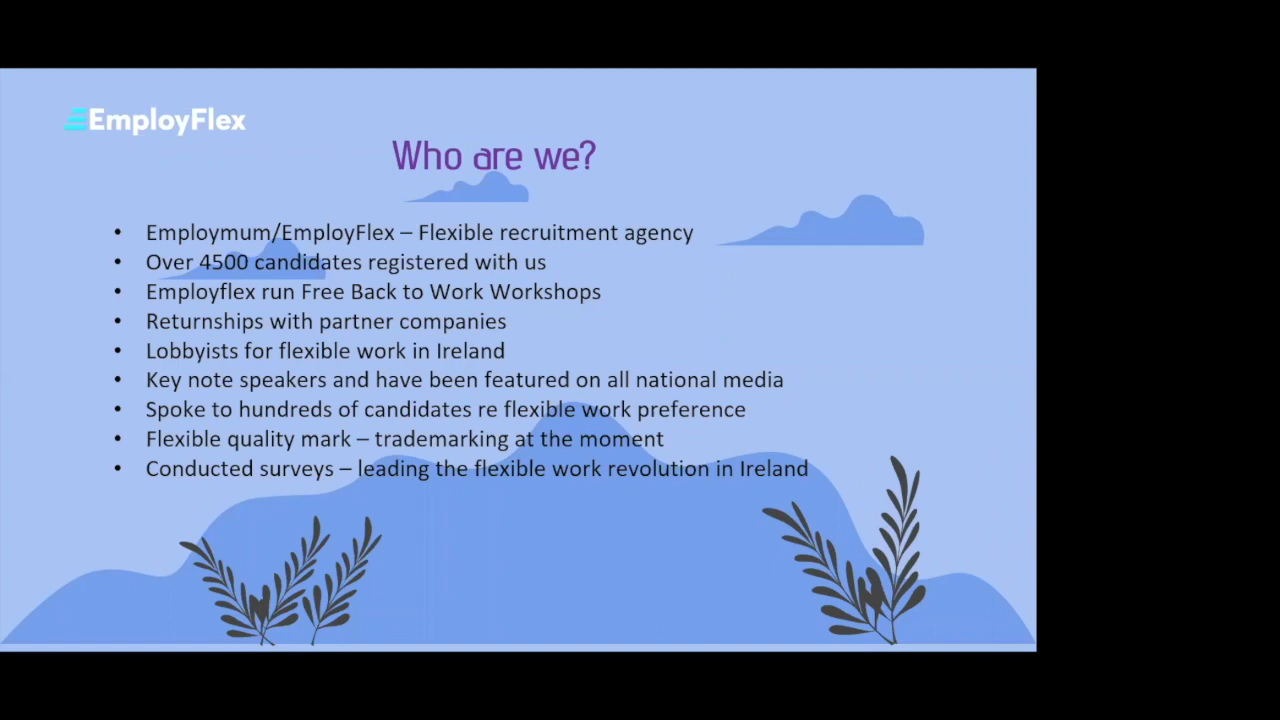 EmployFlex
Who are we?
• Employmum/EmployFlex – Flexible recruitment agency
• Over 4500 candidates registered with us
• Employflex run Free Back to Work Workshops
• Returnships with partner companies
• Lobbyists for flexible work in Ireland
• Key note speakers and have been featured on all national media
• Spoke to hundreds of candidates re flexible work preference
• Flexible quality mark – trademarking at the moment
• Conducted surveys – leading the flexible work revolution in Ireland